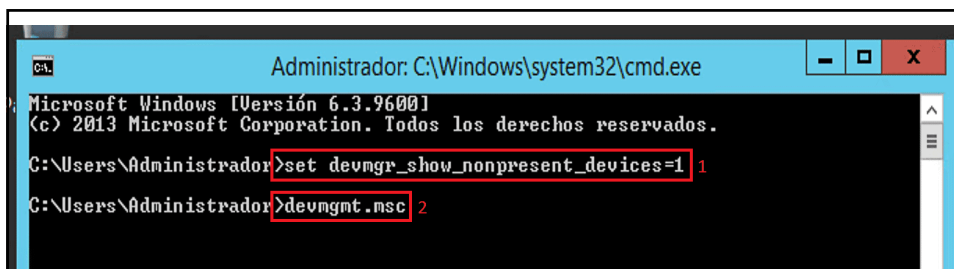 Administrador: C:\Windows\system32\cmd.exe
Microsoft Windows [Versión 6.3.9600]
(c) 2013 Microsoft Corporation. Todos los derechos reservados.
C:\Users\Administrador>set devmgr_show_nonpresent_devices=1 1
C:\Users\Administrador>devmgmt.msc 2